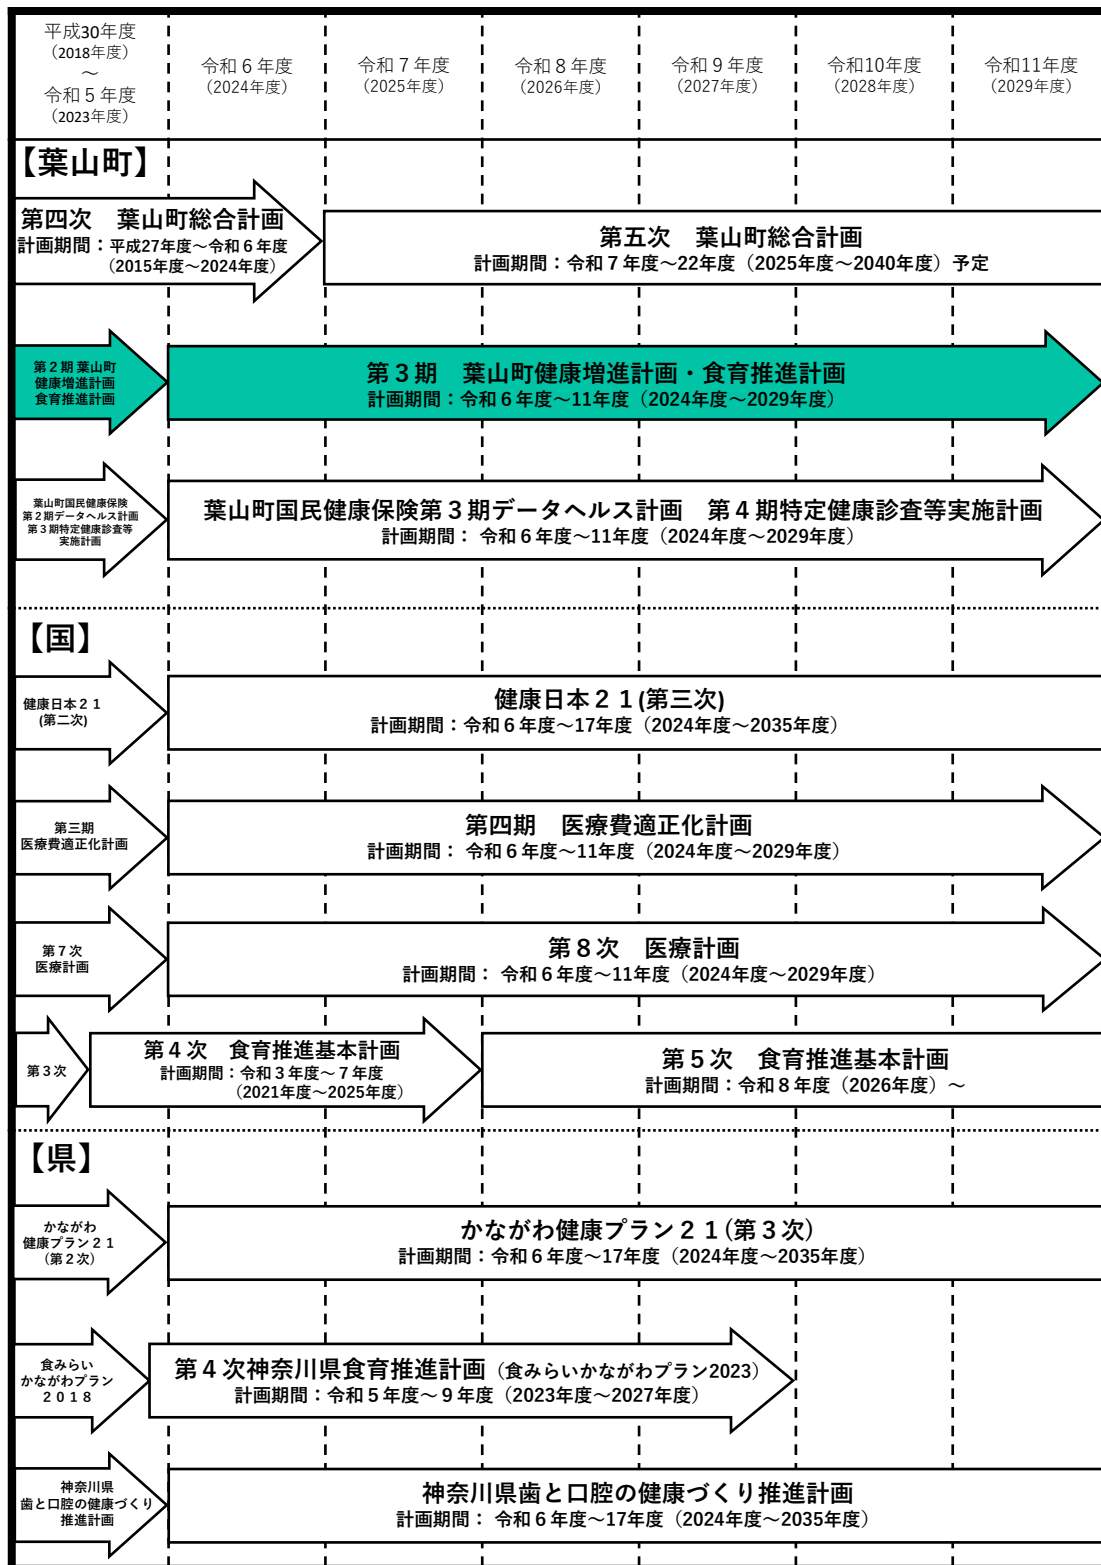 平成30年度
(2018年度)
～
令和５年度
(2023年度)
令和６年度
(2024年度)
令和７年度
(2025年度)
令和８年度
(2026年度)
令和９年度
(2027年度)
令和10年度
(2028年度)
令和11年度
(2029年度)
【葉山町】
第四次　葉山町総合計画
計画期間：平成27年度～令和６年度
（2015年度～2024年度）
第五次　葉山町総合計画
計画期間：令和７年度～22年度（2025年度～2040年度）予定
第２期 葉山町
健康増進計画
食育推進計画
第３期　葉山町健康増進計画・食育推進計画
計画期間：令和６年度～11年度（2024年度～2029年度）
葉山町国民健康保険
第２期データヘルス計画
第３期特定健康診査等
実施計画
葉山町国民健康保険第３期データヘルス計画　第４期特定健康診査等実施計画
計画期間： 令和６年度～11年度（2024年度～2029年度）
【国】
健康日本２１
(第二次)
健康日本２１(第三次)
計画期間：令和６年度～17年度（2024年度～2035年度）
第三期
医療費適正化計画
第四期　医療費適正化計画
計画期間： 令和６年度～11年度（2024年度～2029年度）
第７次
医療計画
第８次　医療計画
計画期間： 令和６年度～11年度（2024年度～2029年度）
第３次
第４次　食育推進基本計画
計画期間：令和３年度～７年度
（2021年度～2025年度）
第５次　食育推進基本計画
計画期間：令和８年度（2026年度）～
【県】
かながわ
健康プラン２１
(第２次)
かながわ健康プラン２１(第３次)
計画期間：令和６年度～17年度（2024年度～2035年度）
食みらい
かながわプラン
２０１８
第４次神奈川県食育推進計画（食みらいかながわプラン2023）
計画期間：令和５年度～９年度（2023年度～2027年度）
神奈川県
歯と口腔の健康づくり
推進計画
神奈川県歯と口腔の健康づくり推進計画
計画期間： 令和６年度～17年度（2024年度～2035年度）